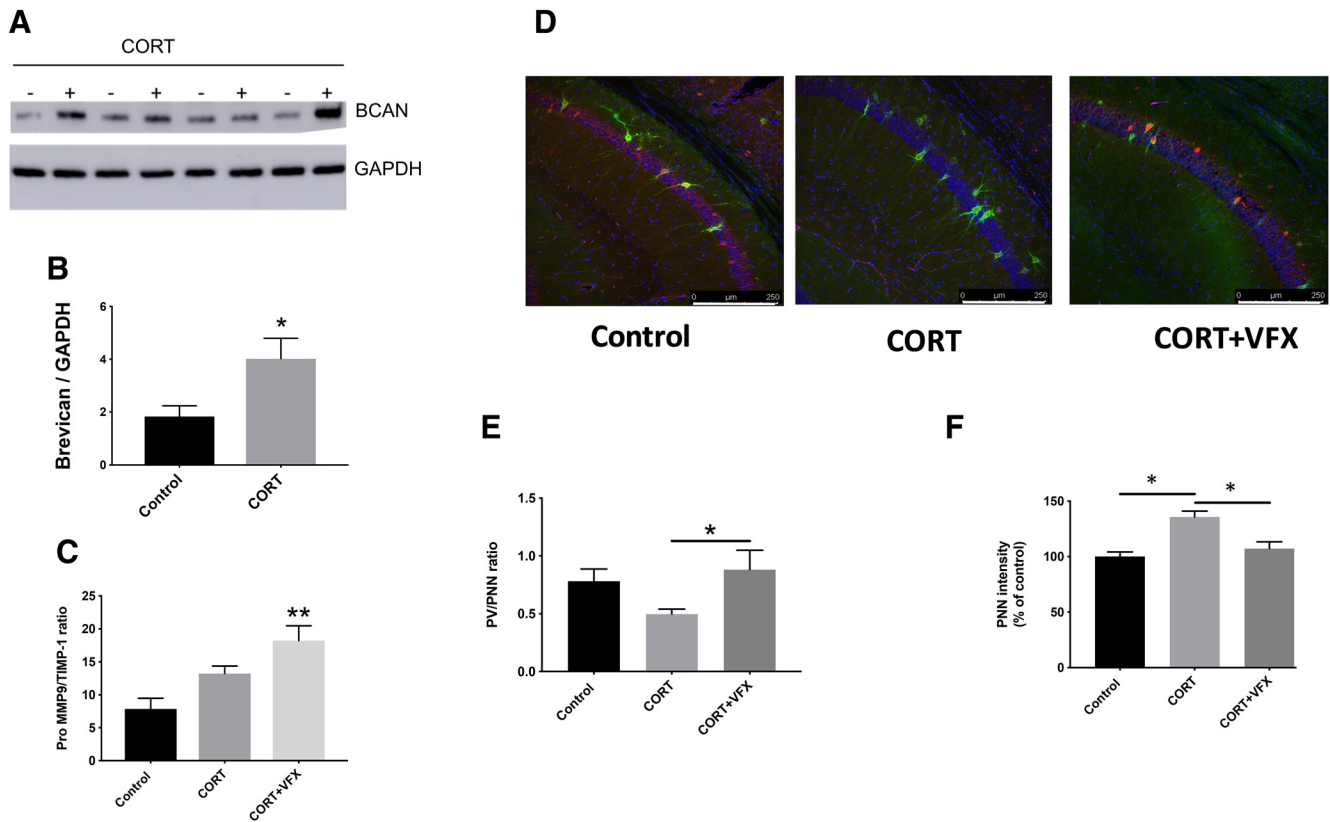 A
CORT
- + - + - + - +
BCAN
GAPDH
B
Brevican / GAPDH
6
4
2
0
*
Control
CORT
C
Pro MMP9/TIMP-1 ratio
25
20
15
10
5
0
**
Control
CORT
CORT+VFX
D
0 µm 250
0 µm 250
0 µm 250
Control
CORT
CORT+VFX
E
PV/PNN ratio
1.5
1.0
0.5
0.0
*
Control
CORT
CORT+VFX
F
PNN intensity
(% of control)
150
100
50
0
*
*
Control
CORT
CORT+VFX